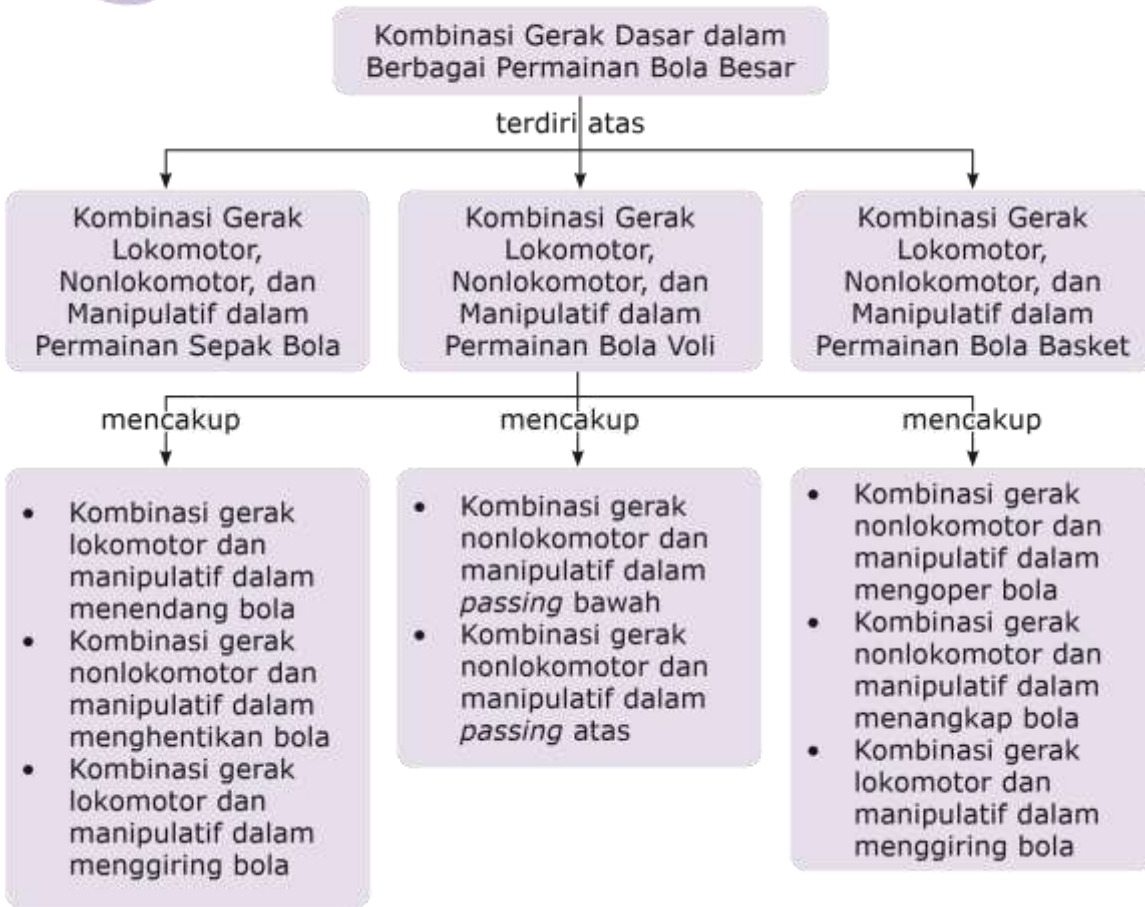 Kombinasi Gerak Dasar dalam
Berbagai Permainan Bola Besar
terdiri atas
Kombinasi Gerak
Lokomotor,
Nonlokomotor, dan
Manipulatif dalam
Permainan Sepak Bola
Kombinasi Gerak
Lokomotor,
Nonlokomotor, dan
Manipulatif dalam
Permainan Bola Voli
Kombinasi Gerak
Lokomotor,
Nonlokomotor, dan
Manipulatif dalam
Permainan Bola Basket
mencakup
mencakup
mencakup
• Kombinasi gerak
lokomotor dan
manipulatif dalam
menendang bola
• Kombinasi gerak
nonlokomotor dan
manipulatif dalam
menghentikan bola
• Kombinasi gerak
lokomotor dan
manipulatif dalam
menggiring bola
• Kombinasi gerak
nonlokomotor dan
manipulatif dalam
passing bawah
• Kombinasi gerak
nonlokomotor dan
manipulatif dalam
passing atas
• Kombinasi gerak
nonlokomotor dan
manipulatif dalam
mengoper bola
• Kombinasi gerak
nonlokomotor dan
manipulatif dalam
menangkap bola
• Kombinasi gerak
lokomotor dan
manipulatif dalam
menggiring bola